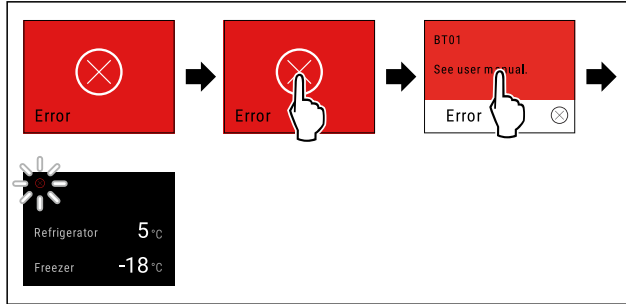 Error
Error
BT01
See user manual.
Error
Refrigerator 5 °C
Freezer -18 °C